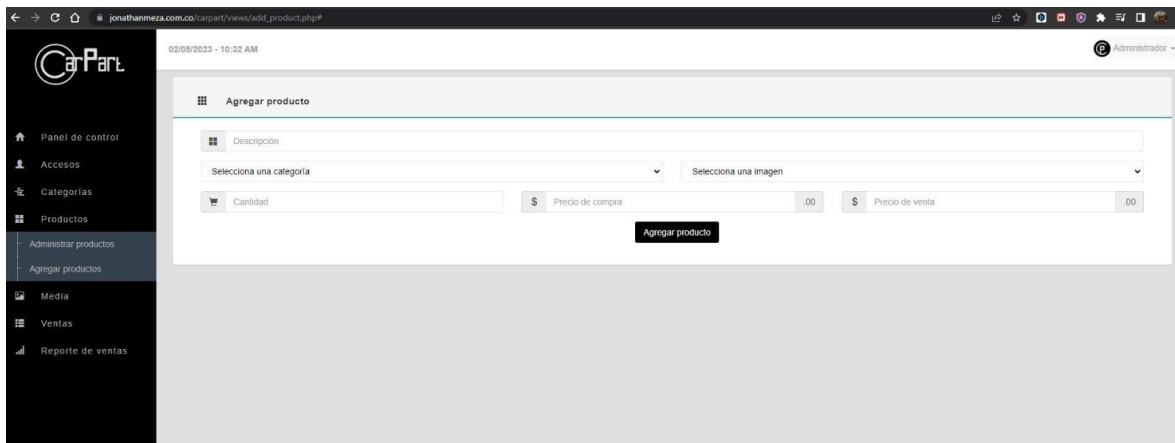 jonathanmeza.com.co/carpart/views/add_product.php#
CarPart
02/05/2023 - 10:32 AM
Administrador
Agregar producto
Panel de control
Accesos
Categorías
Productos
Administrar productos
Agregar productos
Media
Ventas
Reporte de ventas
Descripción
Selecciona una categoría
Selecciona una imagen
Cantidad
$ Precio de compra .00
$ Precio de venta .00
Agregar producto